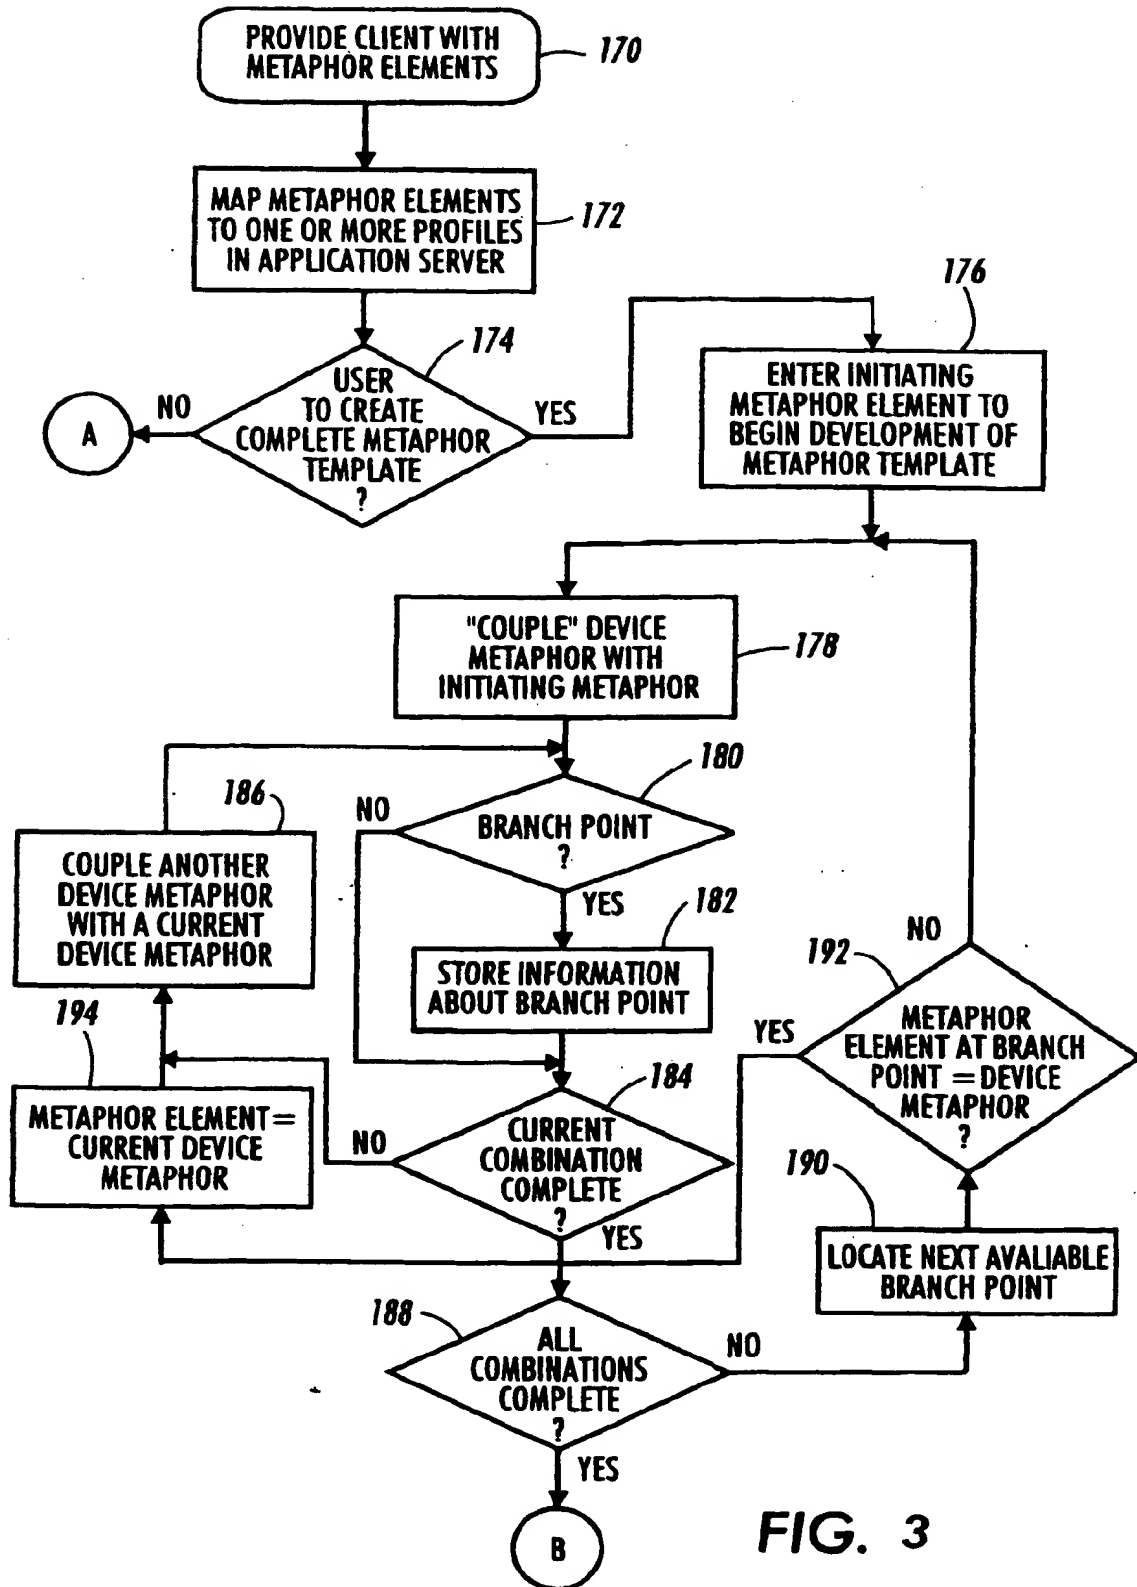 PROVIDE CLIENT WITH
METAPHOR ELEMENTS
170
MAP METAPHOR ELEMENTS
TO ONE OR MORE PROFILES
IN APPLICATION SERVER
172
174
USER
TO CREATE
COMPLETE METAPHOR
TEMPLATE
?
NO
A
YES
176
ENTER INITIATING
METAPHOR ELEMENT TO
BEGIN DEVELOPMENT OF
METAPHOR TEMPLATE
"COUPLE" DEVICE
METAPHOR WITH
INITIATING METAPHOR
178
180
BRANCH POINT
?
NO
YES
186
COUPLE ANOTHER
DEVICE METAPHOR
WITH A CURRENT
DEVICE METAPHOR
182
STORE INFORMATION
ABOUT BRANCH POINT
194
METAPHOR ELEMENT=
CURRENT DEVICE
METAPHOR
184
CURRENT
COMBINATION
COMPLETE
?
NO
YES
192
NO
METAPHOR
ELEMENT AT BRANCH
POINT = DEVICE
METAPHOR
?
YES
190
LOCATE NEXT AVALIABLE
BRANCH POINT
188
ALL
COMBINATIONS
COMPLETE
?
NO
YES
B
FIG. 3